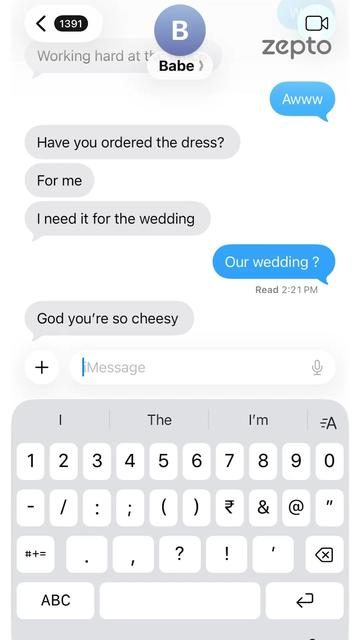 1391
B
Babe
zepto
Working hard at th
Awww
Have you ordered the dress?
For me
I need it for the wedding
Our wedding ?
Read 2:21 PM
God you're so cheesy
iMessage
I The I'm
1 2 3 4 5 6 7 8 9 0
- / : ; ( ) ₹ & @ "
#+= . , ? ! '
ABC